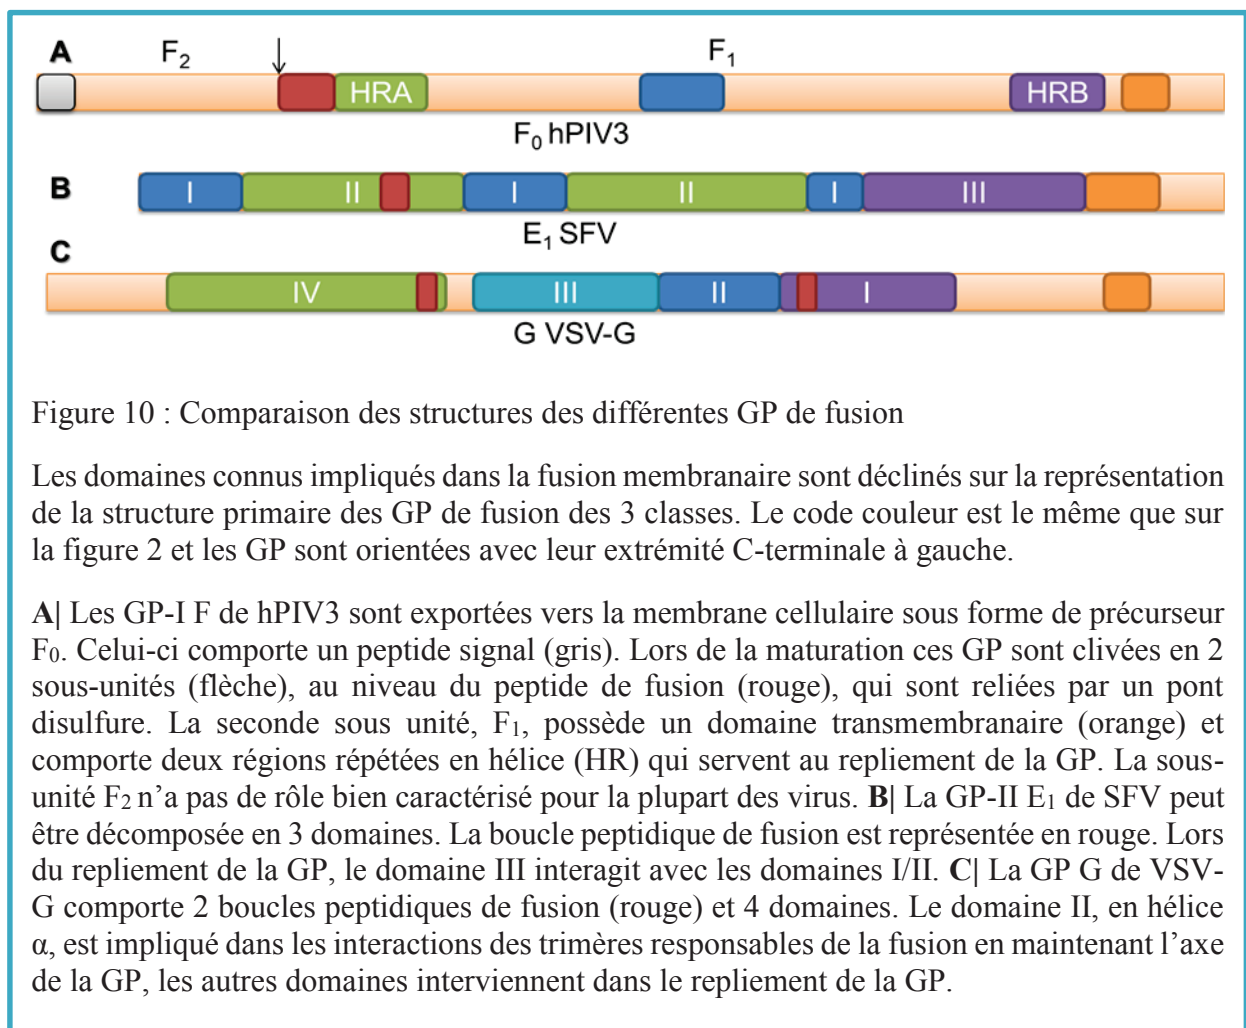 A F₂ F₁
HRA HRB
F₀ hPIV3
B I II I II I III
E₁ SFV
C
IV III II I
G VSV-G
Figure 10 : Comparaison des structures des différentes GP de fusion
Les domaines connus impliqués dans la fusion membranaire sont déclinés sur la représentation
de la structure primaire des GP de fusion des 3 classes. Le code couleur est le même que sur
la figure 2 et les GP sont orientées avec leur extrémité C-terminale à gauche.
A| Les GP-I F de hPIV3 sont exportées vers la membrane cellulaire sous forme de précurseur
F₀. Celui-ci comporte un peptide signal (gris). Lors de la maturation ces GP sont clivées en 2
sous-unités (flèche), au niveau du peptide de fusion (rouge), qui sont reliées par un pont
disulfure. La seconde sous unité, F₁, possède un domaine transmembranaire (orange) et
comporte deux régions répétées en hélice (HR) qui servent au repliement de la GP. La sous-
unité F₂ n’a pas de rôle bien caractérisé pour la plupart des virus. B| La GP-II E₁ de SFV peut
être décomposée en 3 domaines. La boucle peptidique de fusion est représentée en rouge. Lors
du repliement de la GP, le domaine III interagit avec les domaines I/II. C| La GP G de VSV-
G comporte 2 boucles peptidiques de fusion (rouge) et 4 domaines. Le domaine II, en hélice
α, est impliqué dans les interactions des trimères responsables de la fusion en maintenant l’axe
de la GP, les autres domaines interviennent dans le repliement de la GP.